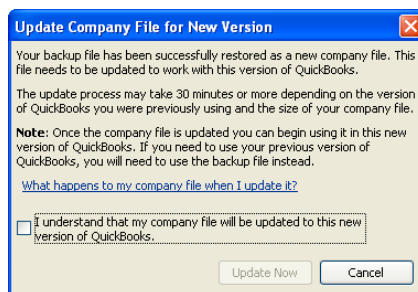 Update Company File for New Version
Your backup file has been successfully restored as a new company file. This
file needs to be updated to work with this version of QuickBooks.
The update process may take 30 minutes or more depending on the version
of QuickBooks you were previously using and the size of your company file.
Note: Once the company file is updated you can begin using it in this new
version of QuickBooks. If you need to use your previous version of
QuickBooks, you will need to use the backup file instead.
What happens to my company file when I update it?
I understand that my company file will be updated to this new
version of QuickBooks.
Update Now Cancel